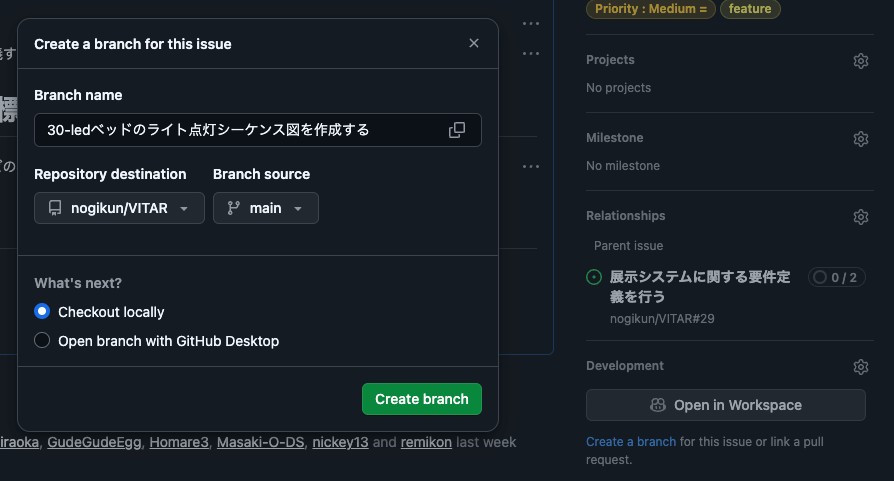 Create a branch for this issue
Branch name
30-ledベッドのライト点灯シーケンス図を作成する
Repository destination
Branch source
nogikun/VITAR
main
What's next?
Checkout locally
Open branch with GitHub Desktop
Create branch
標
の
iraoka, GudeGudeEgg, Homare3, Masaki-O-DS, nickey13 and remikon last week
Priority : Medium =
feature
Projects
No projects
Milestone
No milestone
Relationships
Parent issue
展示システムに関する要件定
義を行う
0 / 2
nogikun/VITAR#29
Development
Open in Workspace
Create a branch for this issue or link a pull
request.